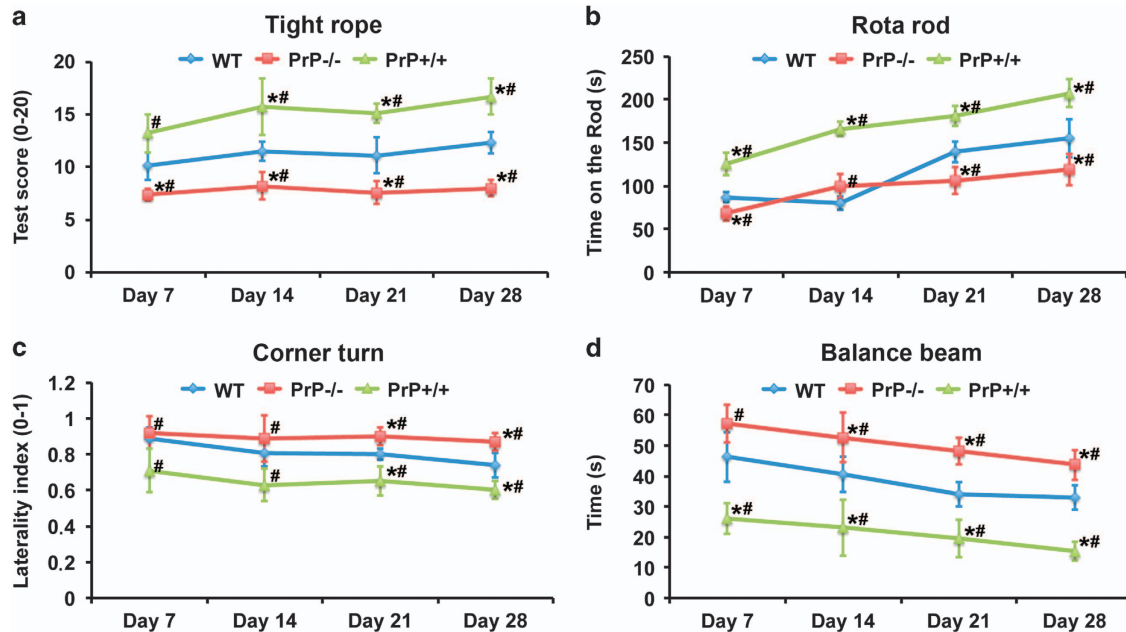 a
Tight rope
WT PrP-/- PrP+/+
Test score (0-20)
20
15
10
5
0
#
*#
*#
*#
*#
*#
*#
*#
Day 7 Day 14 Day 21 Day 28
b
Rota rod
WT PrP-/- PrP+/+
Time on the Rod (s)
250
200
150
100
50
0
*#
*#
*#
*#
*#
#
*#
*#
Day 7 Day 14 Day 21 Day 28
c
Corner turn
WT PrP-/- PrP+/+
Laterality index (0-1)
1.2
1
0.8
0.6
0.4
0.2
0
#
#
*#
*#
#
#
*#
*#
Day 7 Day 14 Day 21 Day 28
d
Balance beam
WT PrP-/- PrP+/+
Time (s)
70
60
50
40
30
20
10
0
#
*#
*#
*#
*#
*#
*#
*#
Day 7 Day 14 Day 21 Day 28